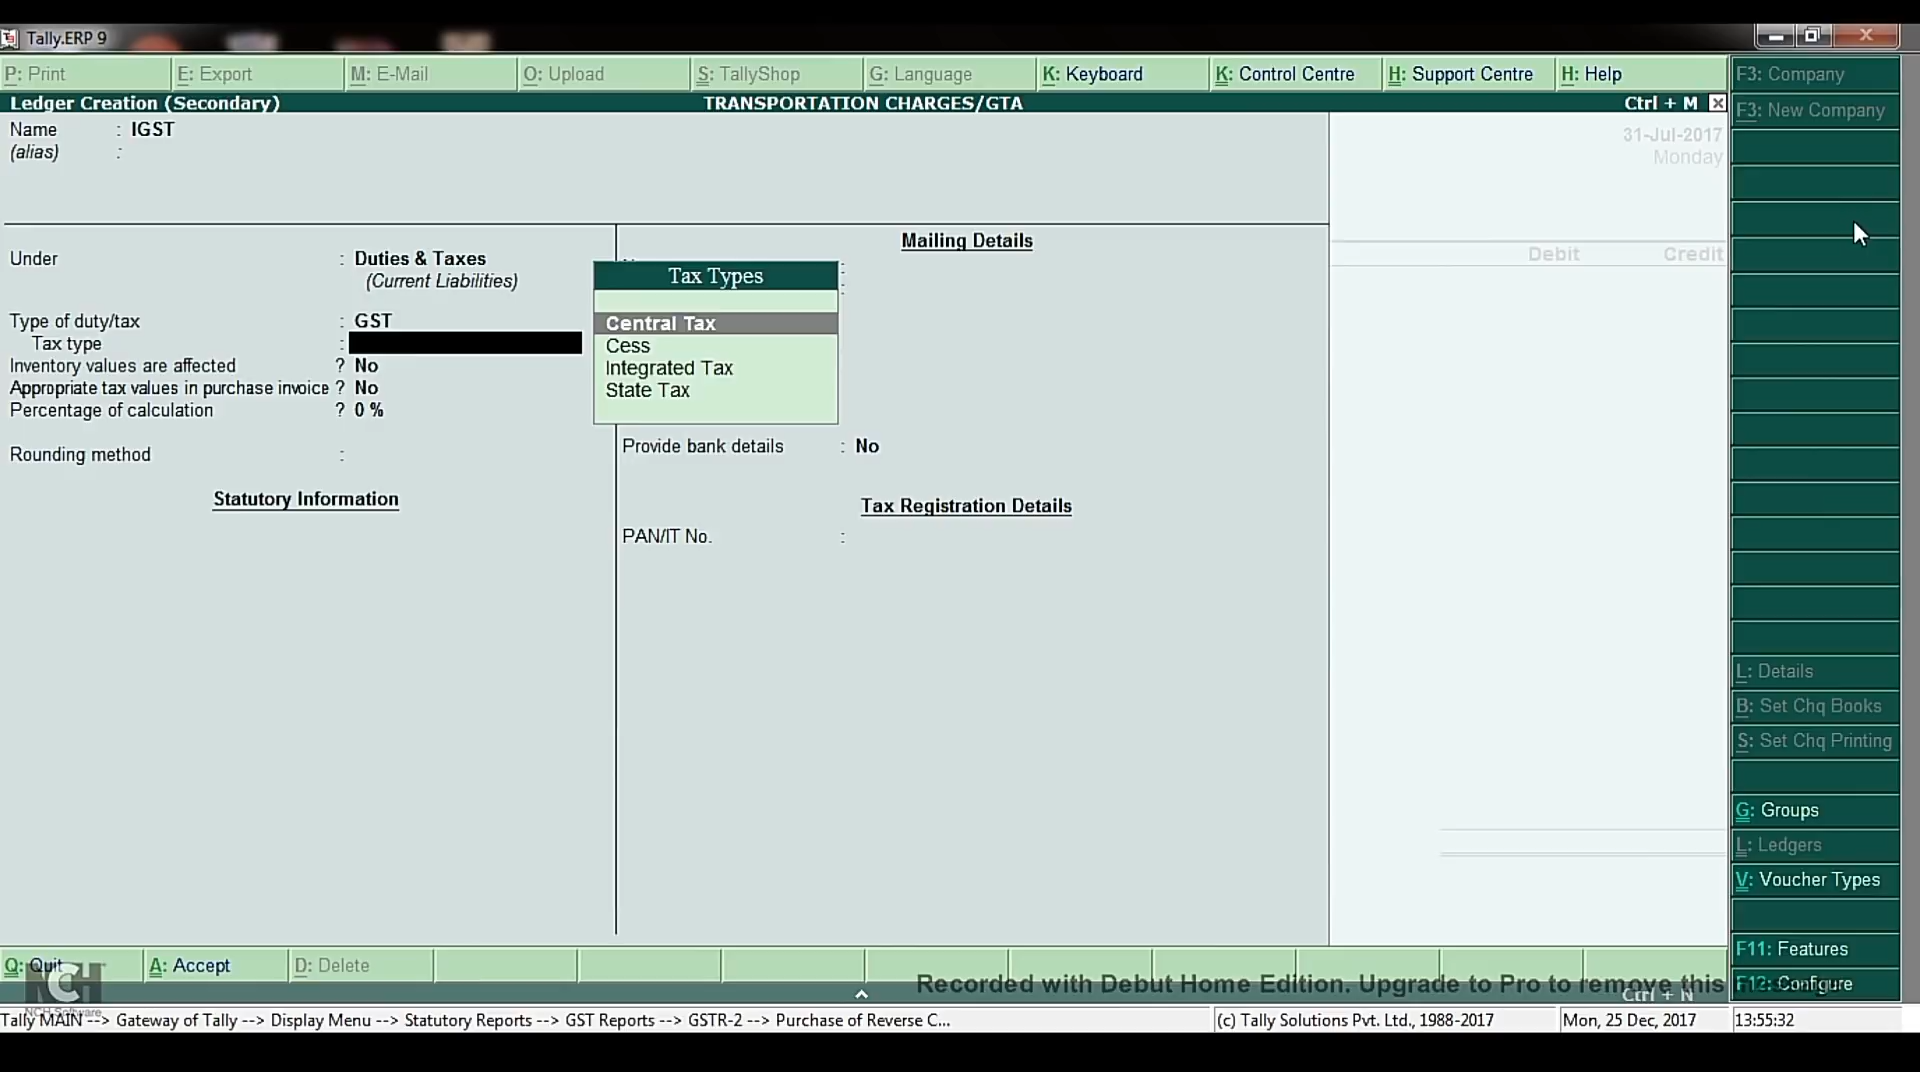 Tally.ERP 9
P: Print E: Export M: E-Mail O: Upload S: TallyShop G: Language K: Keyboard K: Control Centre H: Support Centre H: Help F3: Company
Ledger Creation (Secondary) TRANSPORTATION CHARGES/GTA Ctrl + M
F3: New Company
Name : IGST
(alias) :
31-Jul-2017
Monday
Mailing Details
Under : Duties & Taxes
(Current Liabilities)
Debit Credit
Tax Types
Type of duty/tax : GST
Central Tax
Tax type :
Cess
Inventory values are affected ? No
Integrated Tax
Appropriate tax values in purchase invoice ? No
State Tax
Percentage of calculation ? 0 %
Provide bank details : No
Rounding method :
Statutory Information
Tax Registration Details
PAN/IT No. :
L: Details
B: Set Chq Books
S: Set Chq Printing
G: Groups
L: Ledgers
V: Voucher Types
F11: Features
Q: Quit A: Accept D: Delete
Recorded with Debut Home Edition. Upgrade to Pro to remove this
F12: Configure
Ctrl + N
NCH
NCH Software
Tally MAIN --> Gateway of Tally --> Display Menu --> Statutory Reports --> GST Reports --> GSTR-2 --> Purchase of Reverse C... (c) Tally Solutions Pvt. Ltd., 1988-2017 Mon, 25 Dec, 2017 13:55:32